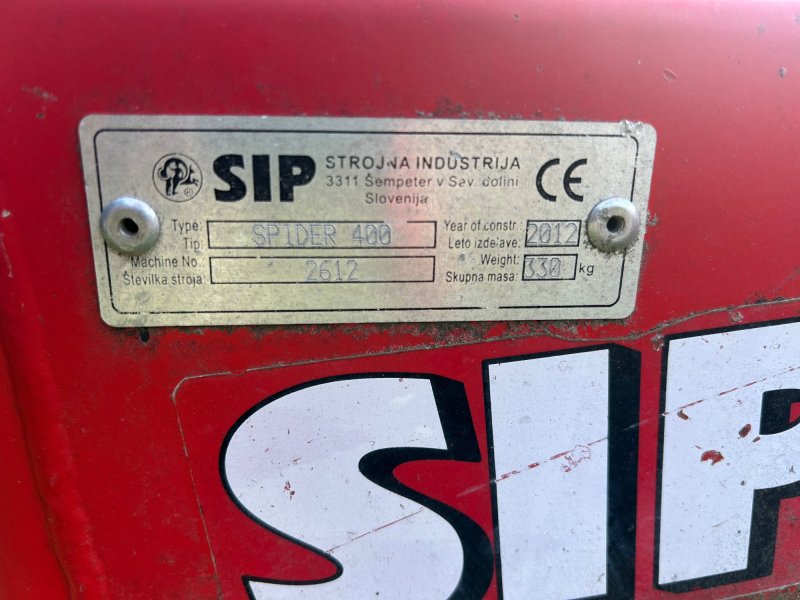 SIP STROJNA INDUSTRIJA
3311 Šempeter v Sav. dolini
Slovenija
CE
Type: SPIDER 400 Year of constr.: 2012
Tip: Leto izdelave:
Machine No.: 2612 Weight: 330 kg
Številka stroja: Skupna masa:
SIP